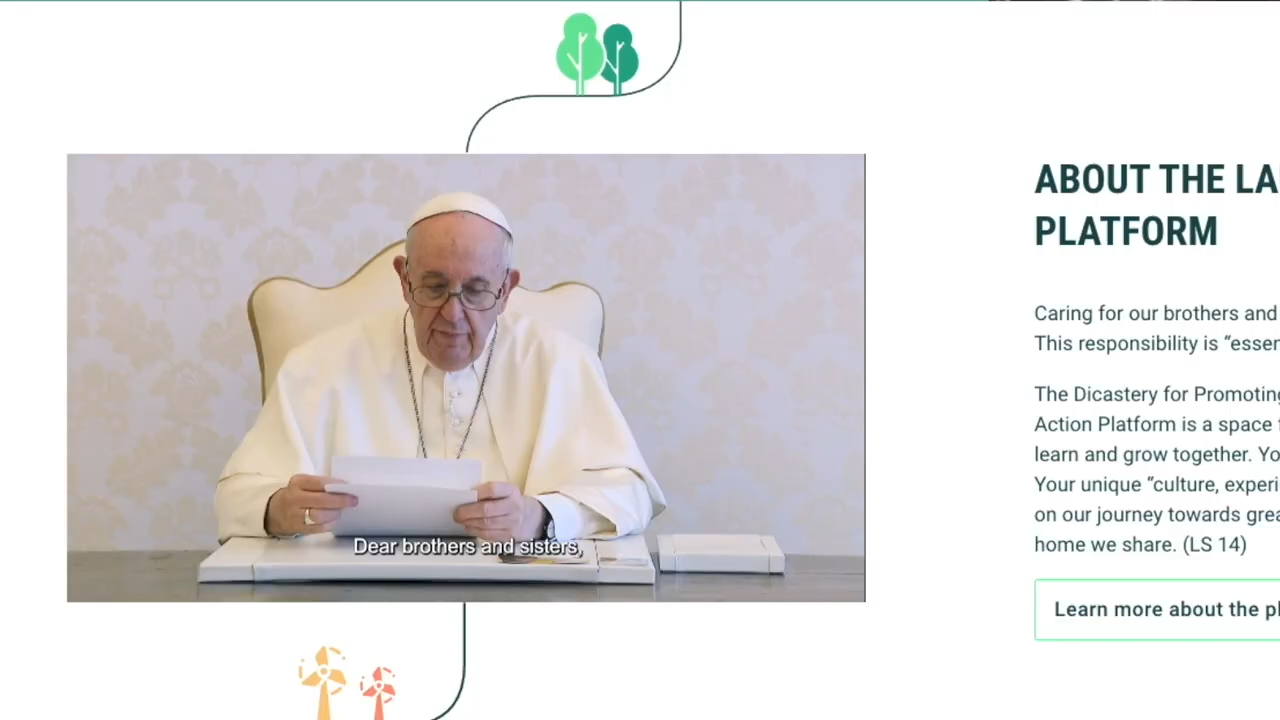 Dear brothers and sisters,
ABOUT THE LA
PLATFORM
Caring for our brothers and
This responsibility is “essen
The Dicastery for Promoting
Action Platform is a space f
learn and grow together. Yo
Your unique “culture, experi
on our journey towards grea
home we share. (LS 14)
Learn more about the pl